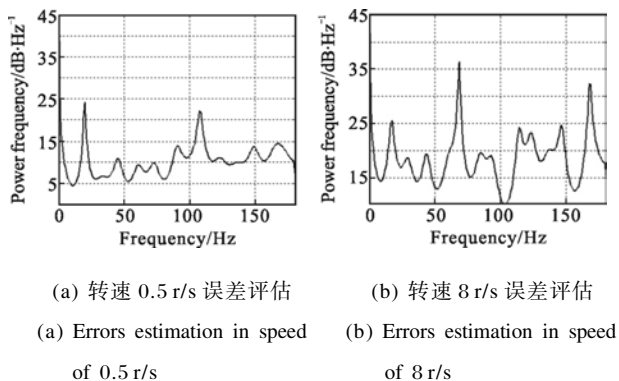 45
35
25
15
5
0
50
100
150
Power frequency/dB·Hz⁻¹
Frequency/Hz
45
35
25
15
0
50
100
150
Power frequency/dB·Hz⁻¹
Frequency/Hz
(a) 转速 0.5 r/s 误差评估
(a) Errors estimation in speed
of 0.5 r/s
(b) 转速 8 r/s 误差评估
(b) Errors estimation in speed
of 8 r/s